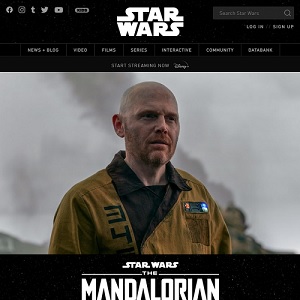 STAR
WARS
Search Star Wars
LOG IN // SIGN UP
NEWS + BLOG VIDEO FILMS SERIES INTERACTIVE COMMUNITY DATABANK
START STREAMING NOW Disney+
STAR WARS
THE
MANDALORIAN